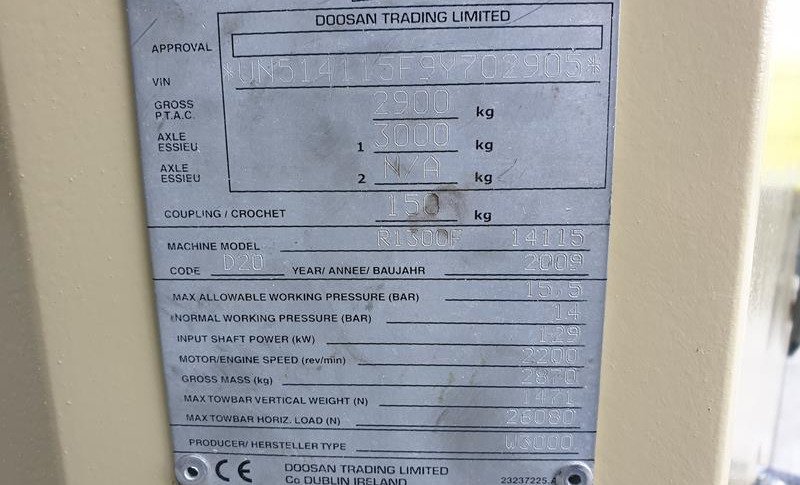 DOOSAN TRADING LIMITED
APPROVAL
VIN *UN514115F9Y702905*
GROSS P.T.A.C. 2900 kg
AXLE ESSIEU 1 3000 kg
AXLE ESSIEU 2 N/A kg
COUPLING / CROCHET 150 kg
MACHINE MODEL R1300F 14115
CODE D20 YEAR/ ANNEE/ BAUJAHR 2009
MAX ALLOWABLE WORKING PRESSURE (BAR) 15.5
NORMAL WORKING PRESSURE (BAR) 14
INPUT SHAFT POWER (kW) 129
MOTOR/ENGINE SPEED (rev/min) 2200
GROSS MASS (kg) 2870
MAX TOWBAR VERTICAL WEIGHT (N) 1471
MAX TOWBAR HORIZ. LOAD (N) 26080
PRODUCER/ HERSTELLER TYPE W3000
CE DOOSAN TRADING LIMITED
Co DUBLIN IRELAND 23237225 A